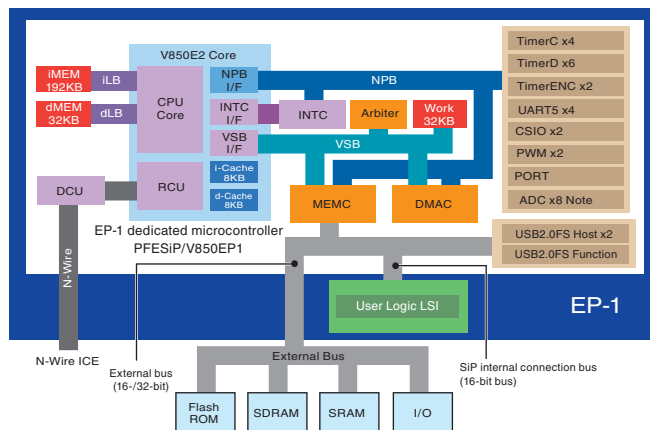 V850E2 Core
iMEM
192KB
iLB
dMEM
32KB
dLB
CPU
Core
NPB
I/F
INTC
I/F
VSB
I/F
RCU
i-Cache
8KB
d-Cache
8KB
DCU
NPB
INTC
Arbiter
Work
32KB
VSB
MEMC
DMAC
TimerC x4
TimerD x6
TimerENC x2
UART5 x4
CSIO x2
PWM x2
PORT
ADC x8 Note
USB2.0FS Host x2
USB2.0FS Function
EP-1 dedicated microcontroller
PFESiP/V850EP1
N-Wire
User Logic LSI
EP-1
N-Wire ICE
External bus
(16-/32-bit)
External Bus
SiP internal connection bus
(16-bit bus)
Flash
ROM
SDRAM
SRAM
I/O